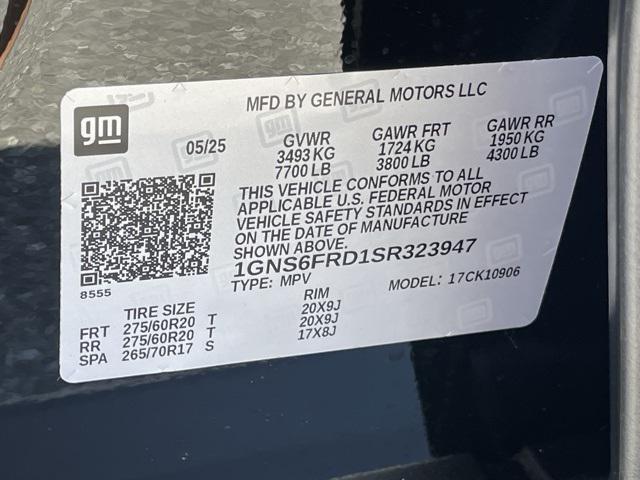 MFD BY GENERAL MOTORS LLC
gm
05/25 GVWR GAWR FRT GAWR RR
3493 KG 1724 KG 1950 KG
7700 LB 3800 LB 4300 LB
THIS VEHICLE CONFORMS TO ALL
APPLICABLE U.S. FEDERAL MOTOR
VEHICLE SAFETY STANDARDS IN EFFECT
ON THE DATE OF MANUFACTURE
SHOWN ABOVE.
1GNS6FRD1SR323947
8555
TYPE: MPV MODEL: 17CK10906
TIRE SIZE RIM
FRT 275/60R20 T 20X9J
RR 275/60R20 T 20X9J
SPA 265/70R17 S 17X8J